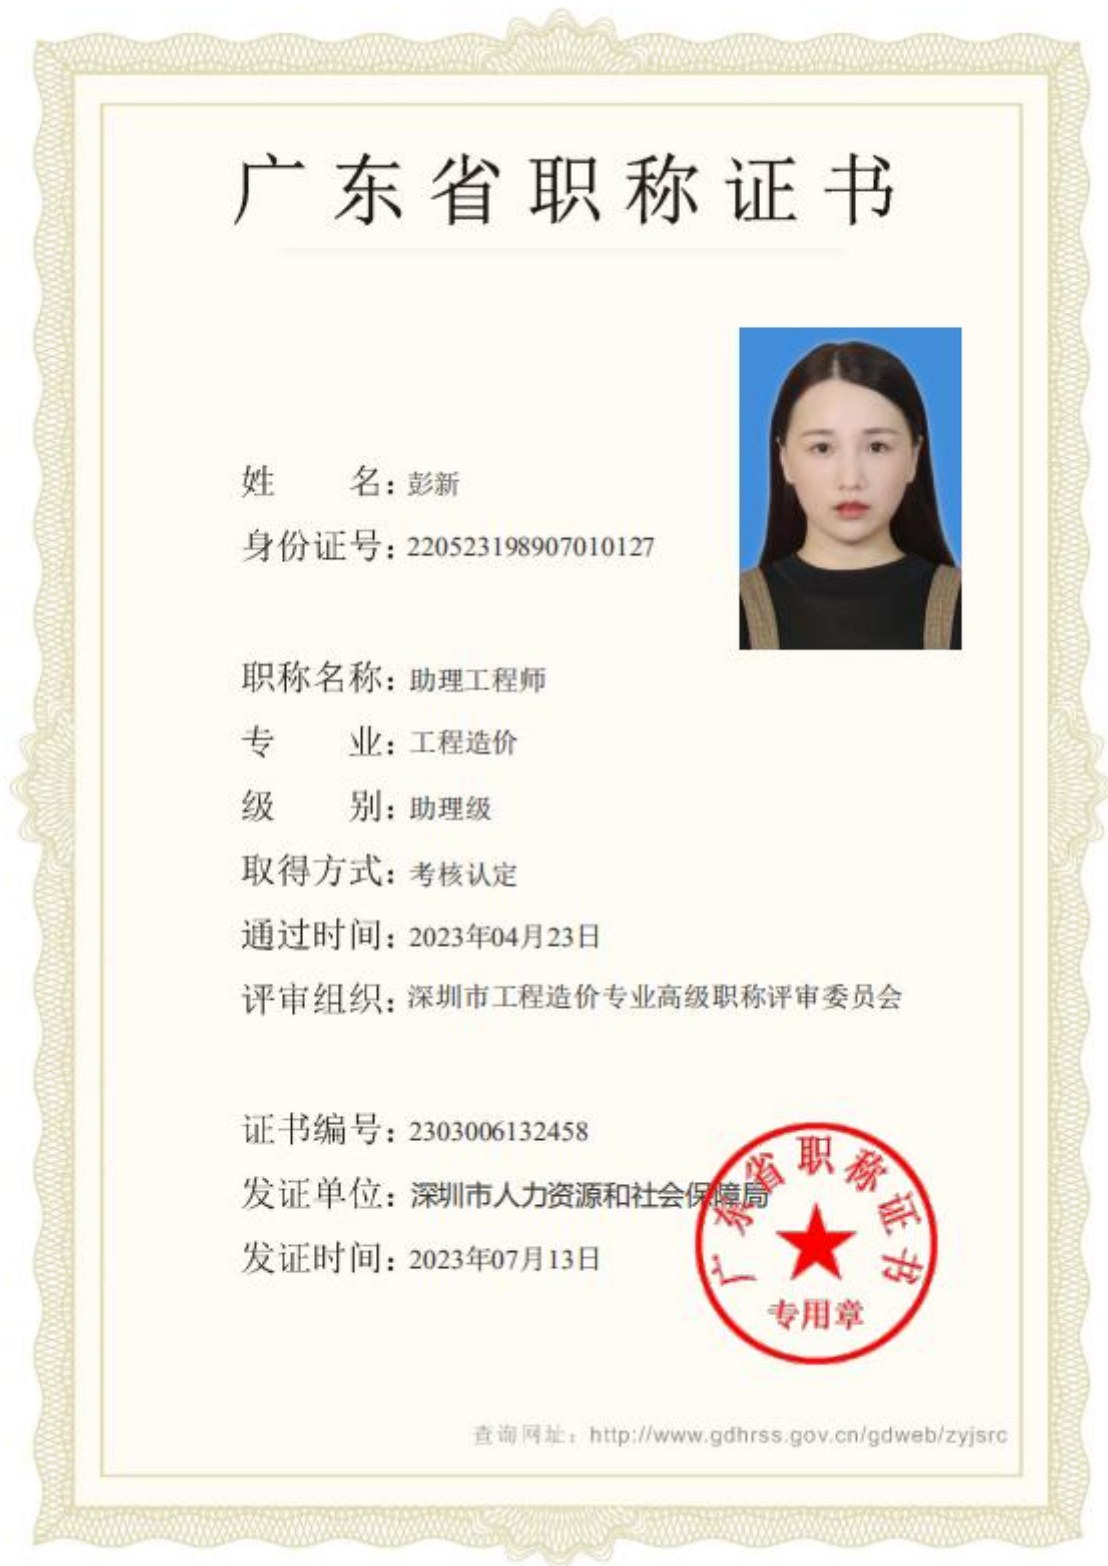 广东省职称证书
姓 名：彭新
身份证号：220523198907010127
职称名称：助理工程师
专 业：工程造价
级 别：助理级
取得方式：考核认定
通过时间：2023年04月23日
评审组织：深圳市工程造价专业高级职称评审委员会
证书编号：2303006132458
发证单位：深圳市人力资源和社会保障局
发证时间：2023年07月13日
广东省职称证书
专用章
查询网址：http://www.gdhrss.gov.cn/gdweb/zyjsrc